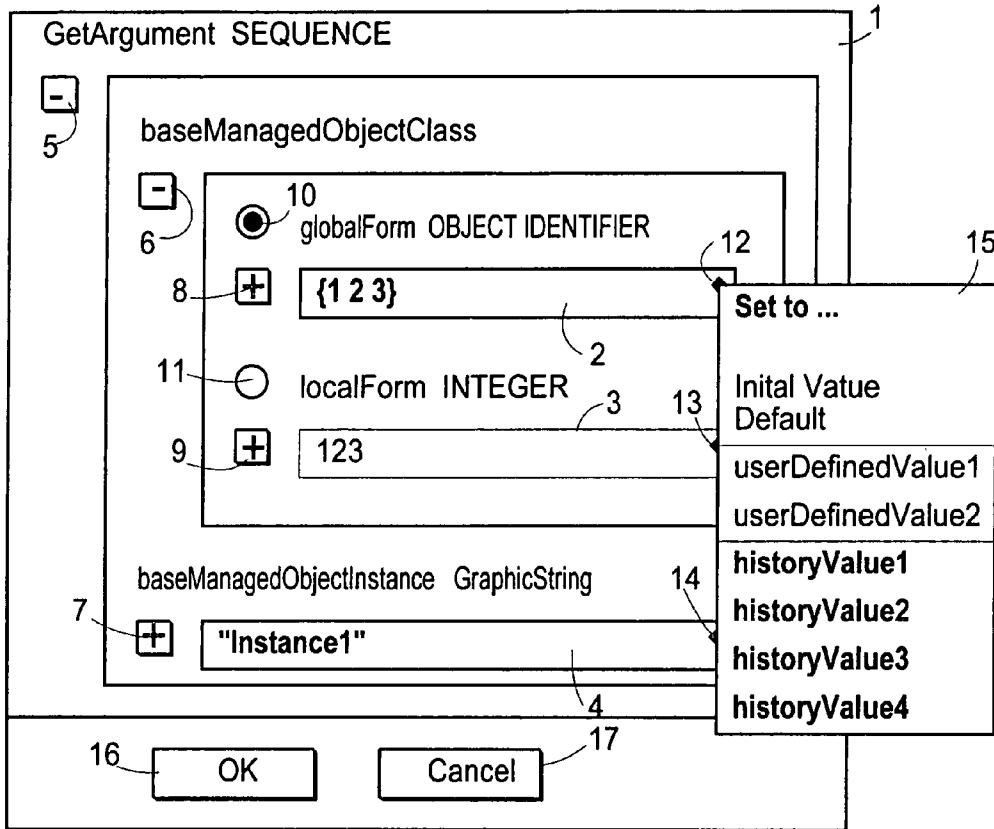 GetArgument SEQUENCE
1
-
5
baseManagedObjectClass
-
6
10
globalForm OBJECT IDENTIFIER
12
15
8
+
{1 2 3}
2
Set to ...
11
localForm INTEGER
3
Inital Vatue
Default
13
9
+
123
userDefinedValue1
userDefinedValue2
baseManagedObjectInstance GraphicString
historyValue1
14
historyValue2
7
+
"Instance1"
historyValue3
4
historyValue4
16
OK
Cancel
17